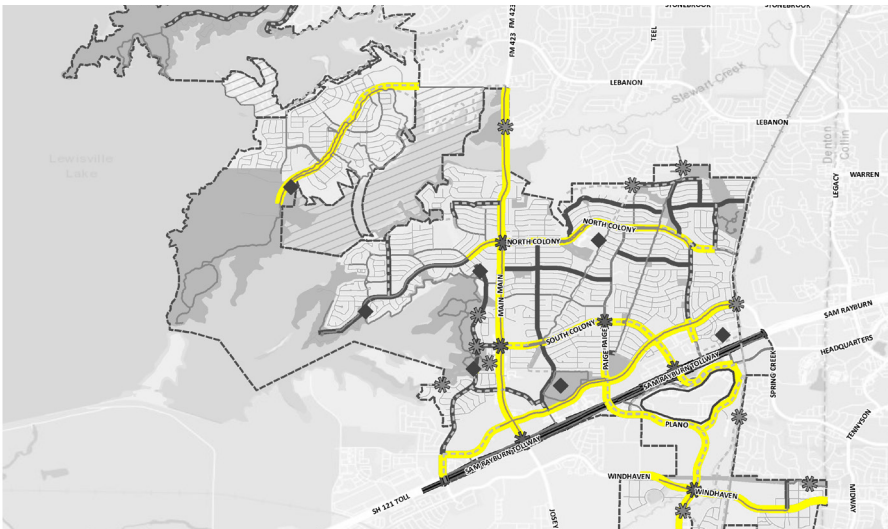 STONEBROOK
STONEBROOK
FM 423 FM 423
TEEL
LEBANON
Stewart Creek
LEBANON
Denton
Collin
Lewisville
Lake
LEGACY
WARREN
NORTH COLONY
NORTH COLONY
MAIN MAIN
SOUTH COLONY
PAIGE PAIGE
SAM RAYBURN
HEADQUARTERS
SAM RAYBURN TOLLWAY
SPRING CREEK
TENNYSON
PLANO
SAM RAYBURN TOLLWAY
WINDHAVEN
WINDHAVEN
SH 121 TOLL
JOSEY
MIDWAY